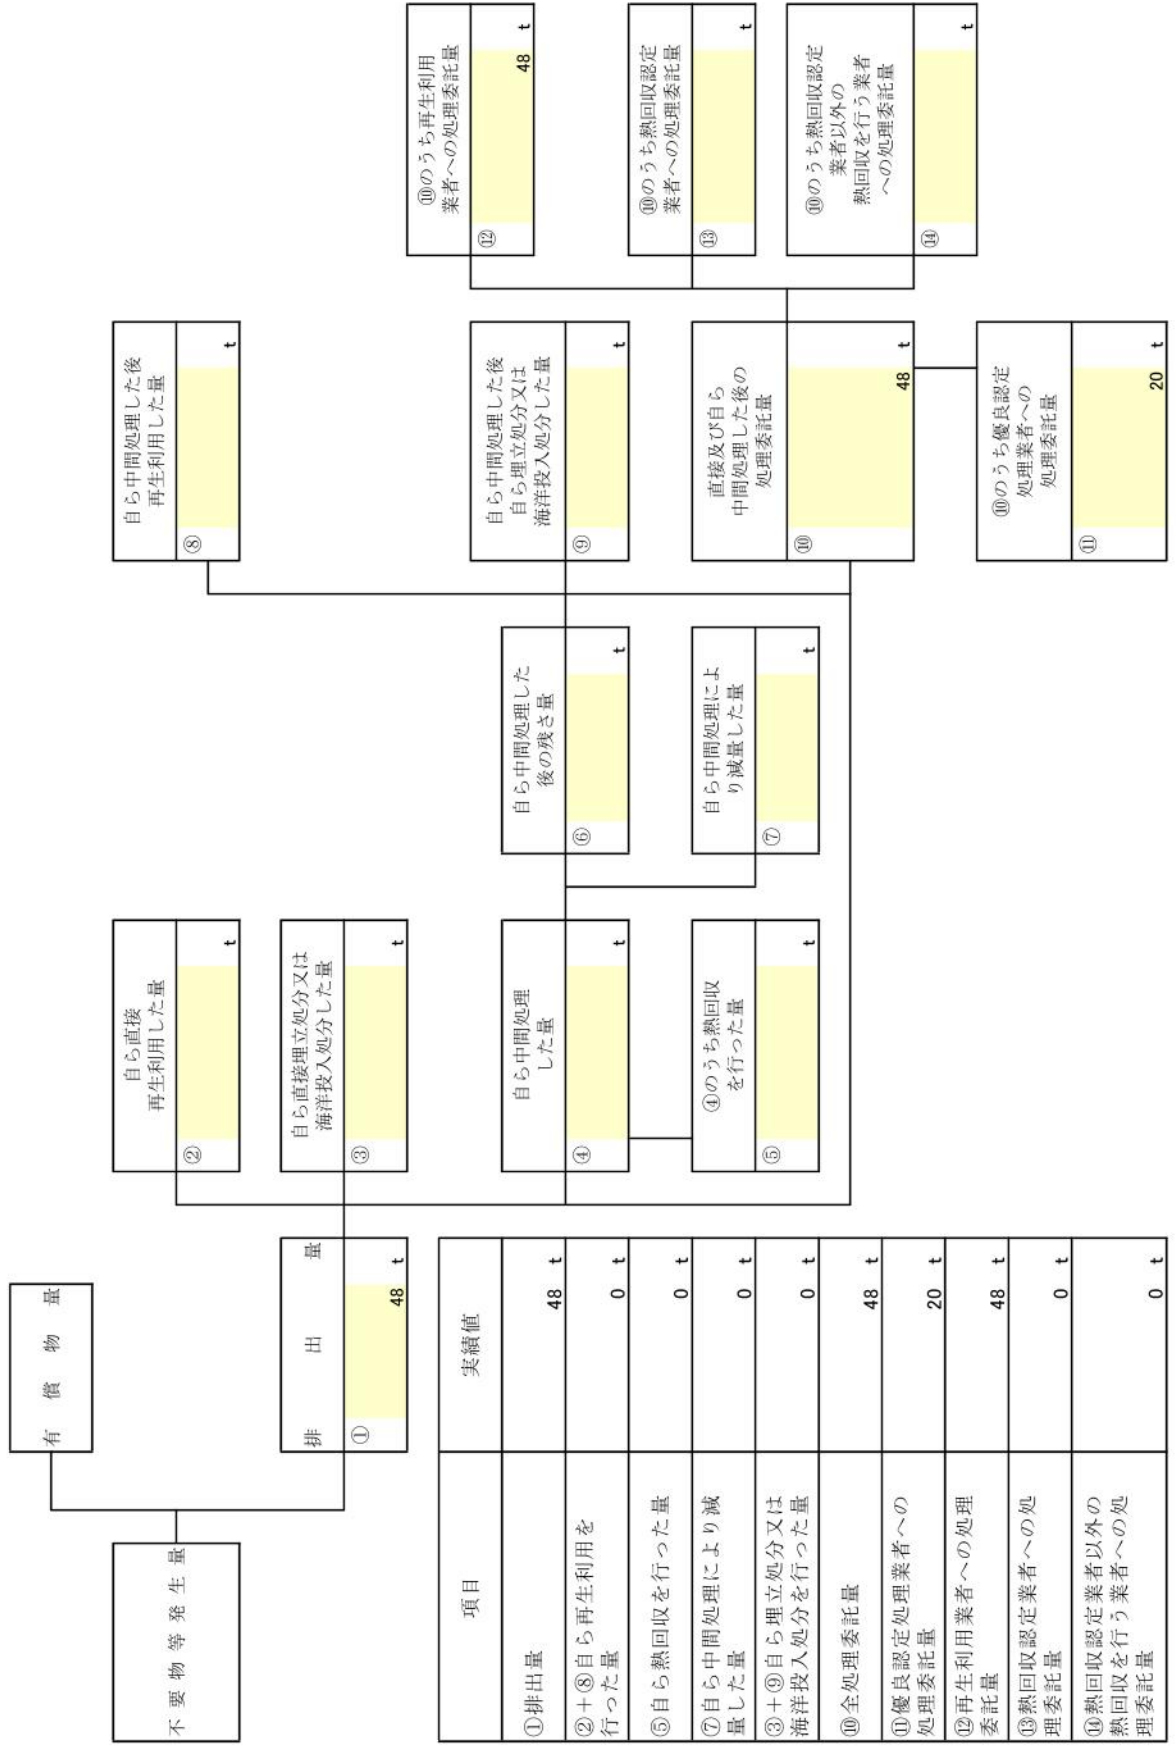 不要物等発生量
有償物量
排出量
①
48 t
自ら直接
再生利用した量
②
t
自ら直接埋立処分又は
海洋投入処分した量
③
t
自ら中間処理
した量
④
t
④のうち熱回収
を行った量
⑤
t
自ら中間処理した
後の残さ量
⑥
t
自ら中間処理によ
り減量した量
⑦
t
自ら中間処理した後
再生利用した量
⑧
t
自ら中間処理した後
自ら埋立処分又は
海洋投入処分した量
⑨
t
直接及び自ら
中間処理した後の
処理委託量
⑩
48 t
⑩のうち優良認定
処理業者への
処理委託量
⑪
20 t
⑩のうち再生利用
業者への処理委託量
⑫
48 t
⑩のうち熱回収認定
業者への処理委託量
⑬
t
⑩のうち熱回収認定
業者以外の
熱回収を行う業者
への処理委託量
⑭
t
項目 実績値
①排出量 48 t
②+⑧自ら再生利用を
行った量 0 t
⑤自ら熱回収を行った量 0 t
⑦自ら中間処理により減
量した量 0 t
③+⑨自ら埋立処分又は
海洋投入処分を行った量 0 t
⑩全処理委託量 48 t
⑪優良認定処理業者への
処理委託量 20 t
⑫再生利用業者への処理
委託量 48 t
⑬熱回収認定業者への処
理委託量 0 t
⑭熱回収認定業者以外の
熱回収を行う業者への処
理委託量 0 t